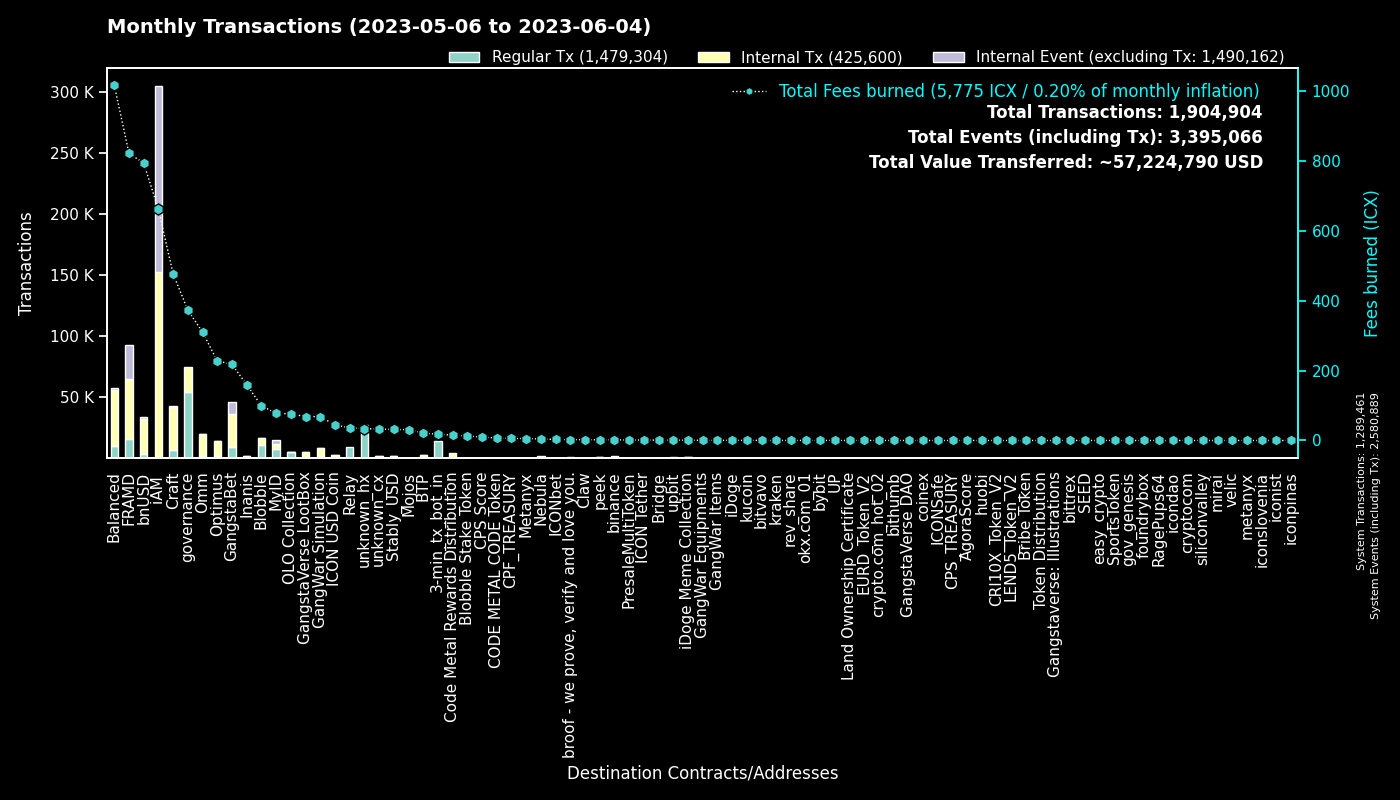 Monthly Transactions (2023-05-06 to 2023-06-04)
Regular Tx (1,479,304)
Internal Tx (425,600)
Internal Event (excluding Tx: 1,490,162)
Total Fees burned (5,775 ICX / 0.20% of monthly inflation)
Total Transactions: 1,904,904
Total Events (including Tx): 3,395,066
Total Value Transferred: ~57,224,790 USD
Transactions
300 K
250 K
200 K
150 K
100 K
50 K
1000
800
600
400
200
0
Fees burned (ICX)
System Transactions: 1,289,461
System Events (including Tx): 2,580,889
Balanced
FRAMD
bnUSD
IAM
Craft
governance
Omm
Optimus
GangstaBet
Inanis
Blobble
MyID
OLO Collection
GangstaVerse LootBox
GangWar Simulation
ICON USD Coin
Relay
unknown_hx
unknown_cx
Stably_USD
Mojos
BTP
3-min_tx_bot_in
Code Metal Rewards Distribution
Blobble Stake Token
CPS Score
CODE METAL CODE Token
CPF_TREASURY
Metanyx
Nebula
ICONbet
broof - we prove, verify and love you.
Claw
peek
binance
PresaleMultiToken
ICON Tether
Bridge
upbit
iDoge Meme Collection
GangWar Equipments
GangWar Items
iDoge
kucoin
bitvavo
kraken
rev_share
okx.com_01
bybit
UP
Land Ownership Certificate
EURD_Token_V2
crypto.com_hot_02
bithumb
GangstaVerse DAO
coinex
ICONSafe
CPS_TREASURY
AgoraScore
huobi
CRI10X_Token_V2
LENDS_Token_V2
Bribe_Token
Token Distribution
Gangstaverse: Illustrations
bittrex
SEED
easy_crypto
SportsToken
gov_genesis
foundrybox
RagePups64
icondao
cryptocom
siliconvalley
mirai
velic
metanyx
iconslovenia
iconist
iconpinas
Destination Contracts/Addresses